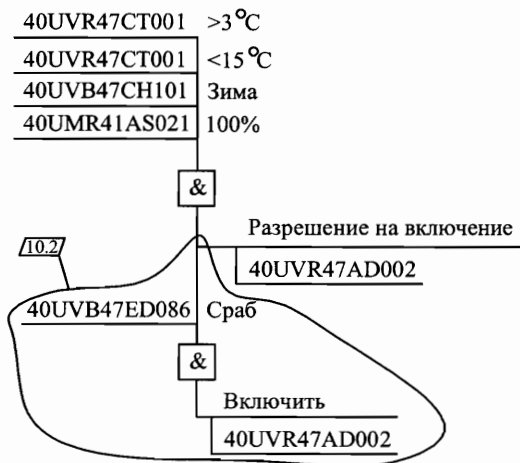 40UVR47CT001 >3°C
40UVR47CT001 <15°C
40UVB47CH101 Зима
40UMR41AS021 100%
&
Разрешение на включение
10.2
40UVR47AD002
40UVB47ED086 Сраб
&
Включить
40UVR47AD002